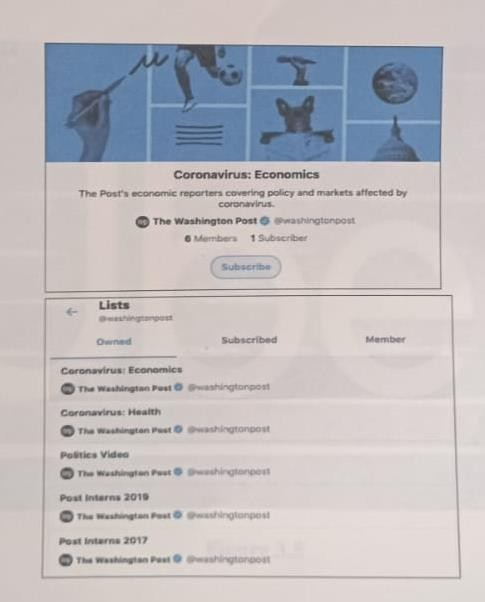 Coronavirus: Economics
The Post's economic reporters covering policy and markets affected by
coronavirus.
The Washington Post @washingtonpost
6 Members 1 Subscriber
Subscribe
← Lists
@washingtonpost
Owned Subscribed Member
Coronavirus: Economics
The Washington Post @washingtonpost
Coronavirus: Health
The Washington Post @washingtonpost
Politics Video
The Washington Post @washingtonpost
Post Interns 2019
The Washington Post @washingtonpost
Post Interns 2017
The Washington Post @washingtonpost